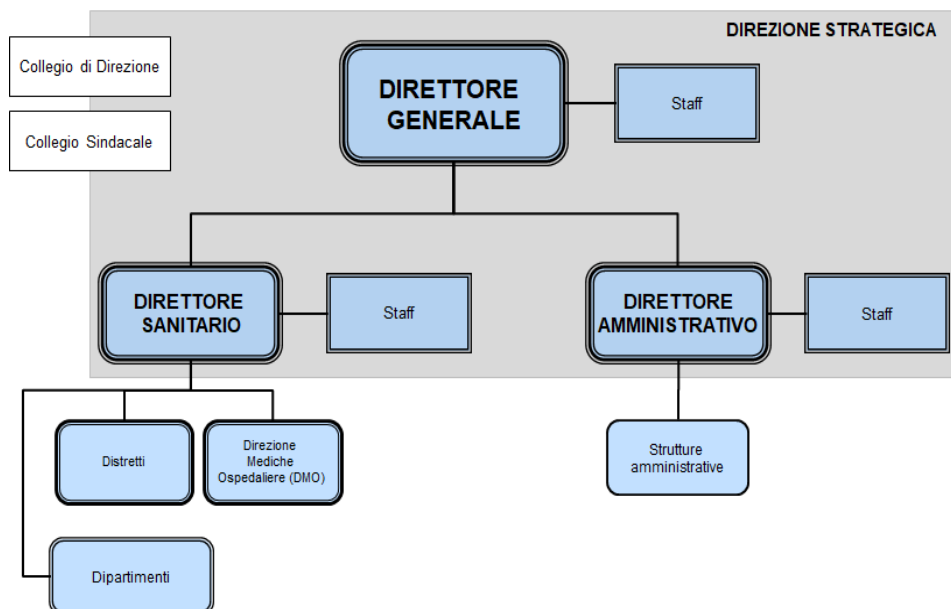 DIREZIONE STRATEGICA
Collegio di Direzione
Collegio Sindacale
DIRETTORE
GENERALE
Staff
DIRETTORE
SANITARIO
Staff
DIRETTORE
AMMINISTRATIVO
Staff
Distretti
Direzione
Mediche
Ospedaliere (DMO)
Strutture
amministrative
Dipartimenti